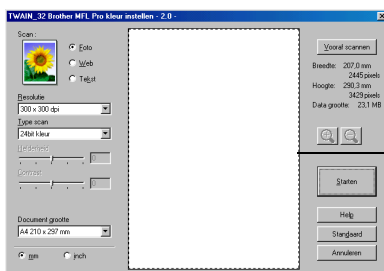 TWAIN_32 Brother MFL Pro kleur instellen - 2.0 -
Scan :
Foto
Web
Tekst
Resolutie
300 x 300 dpi
Type scan
24bit kleur
Helderheid
0
Contrast
0
Document grootte
A4 210 x 297 mm
mm
inch
Vooraf scannen
Breedte: 207,0 mm
2445 pixels
Hoogte: 290,3 mm
3429 pixels
Data grootte: 23,1 MB
Starten
Help
Standaard
Annuleren